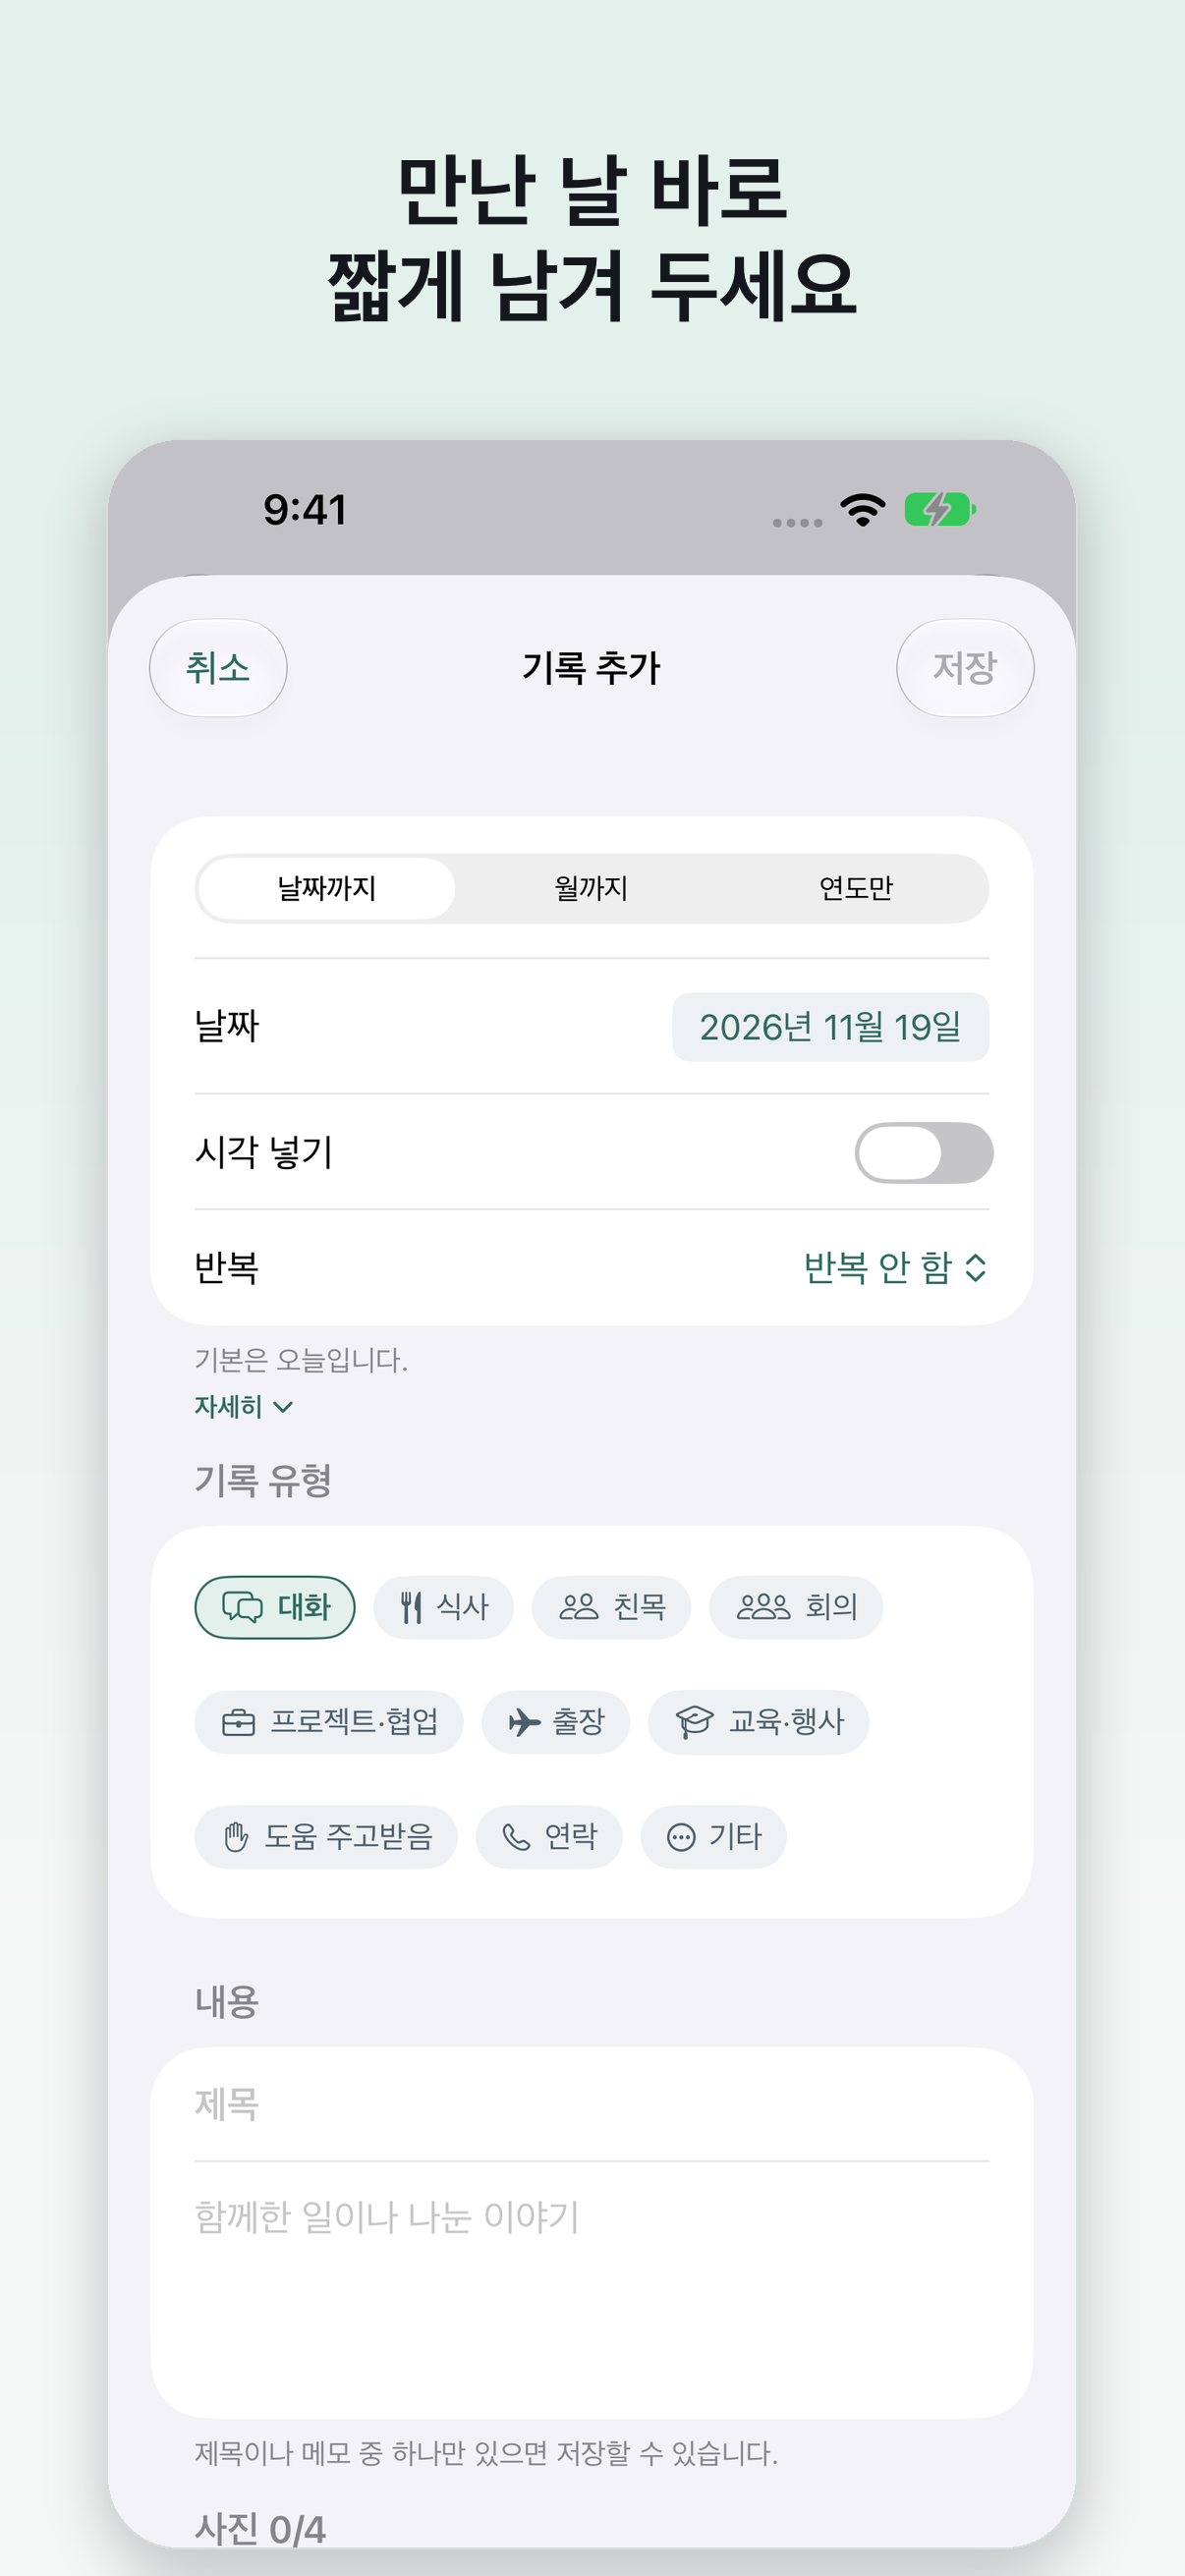 만난 날 바로
짧게 남겨 두세요
9:41
취소 기록 추가 저장
날짜까지 월까지 연도만
날짜 2026년 11월 19일
시각 넣기
반복 반복 안 함
기본은 오늘입니다.
자세히
기록 유형
대화 식사 친목 회의
프로젝트·협업 출장 교육·행사
도움 주고받음 연락 기타
내용
제목
함께한 일이나 나눈 이야기
제목이나 메모 중 하나만 있으면 저장할 수 있습니다.
사진 0/4